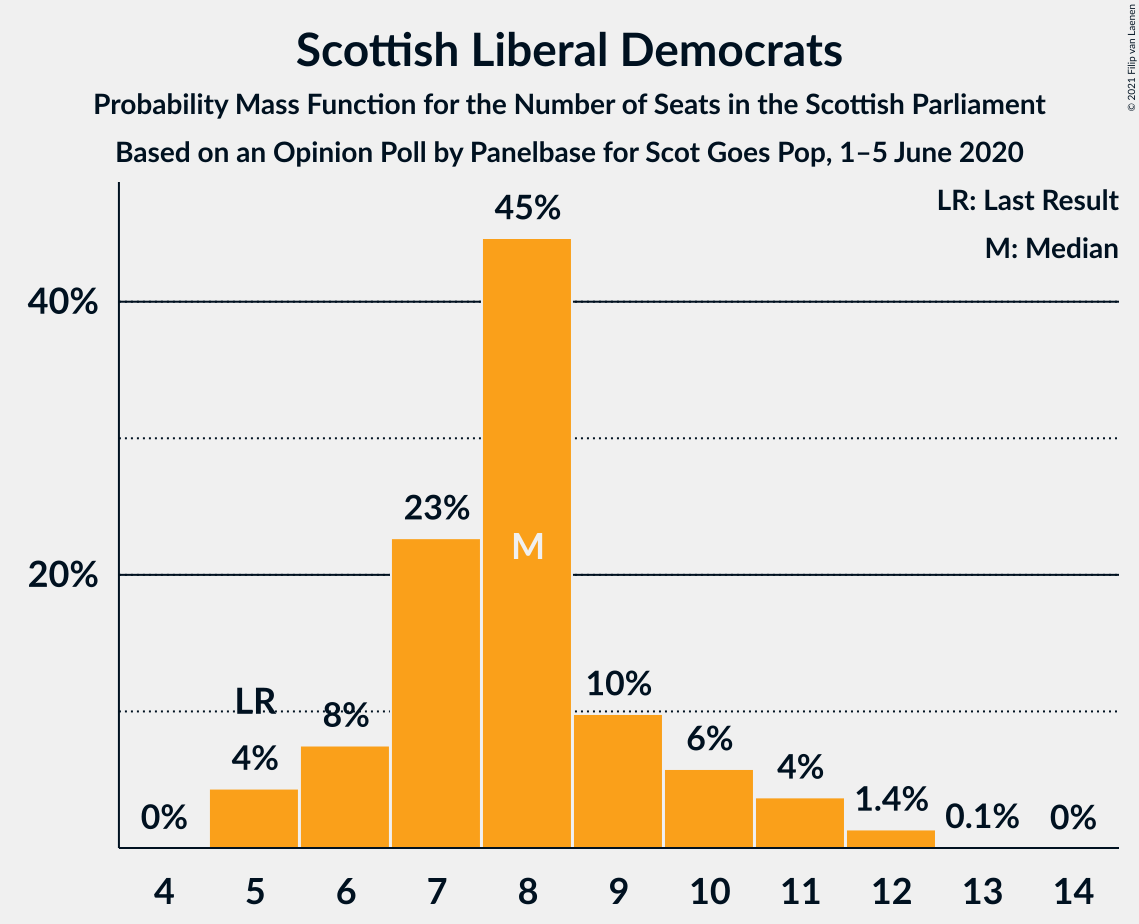 Scottish Liberal Democrats
Probability Mass Function for the Number of Seats in the Scottish Parliament
Based on an Opinion Poll by Panelbase for Scot Goes Pop, 1–5 June 2020
© 2021 Filip van Laenen
LR: Last Result
M: Median
45%
40%
23%
M
20%
LR
10%
8%
6%
4%
4%
1.4%
0%
0.1%
0%
4 5 6 7 8 9 10 11 12 13 14